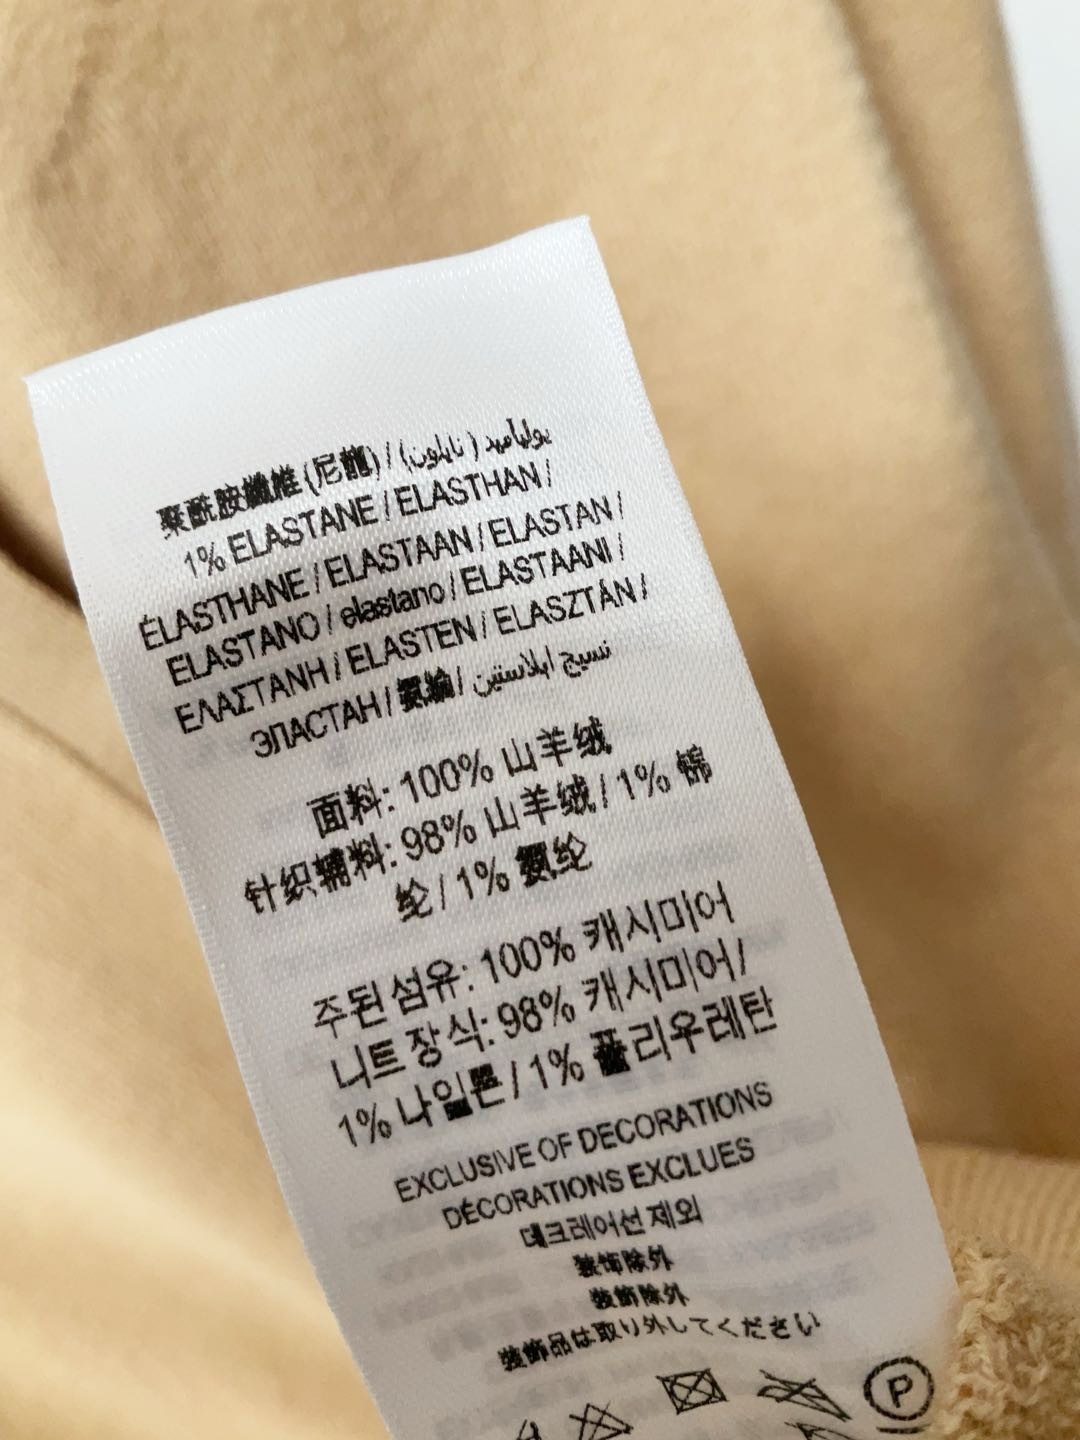 聚酰胺纖維 (尼龍) / بولياميد ( نايلون)
1% ELASTANE / ELASTHAN /
ÉLASTHANE / ELASTAAN / ELASTAN /
ELASTANO / elastano / ELASTAANI /
ΕΛΑΣΤΑΝΗ / ELASTEN / ELASZTÁN /
ЭПАСТАН / 氨綸 / نسيج ايلاستين
面料: 100% 山羊绒
针织辅料: 98% 山羊绒 / 1% 锦
纶 / 1% 氨纶
주된 섬유: 100% 캐시미어
니트 장식: 98% 캐시미어 /
1% 나일론 / 1% 폴리우레탄
EXCLUSIVE OF DECORATIONS
DÉCORATIONS EXCLUES
데크레이션 제외
装饰除外
裝飾除外
装飾品は取り外してください
P